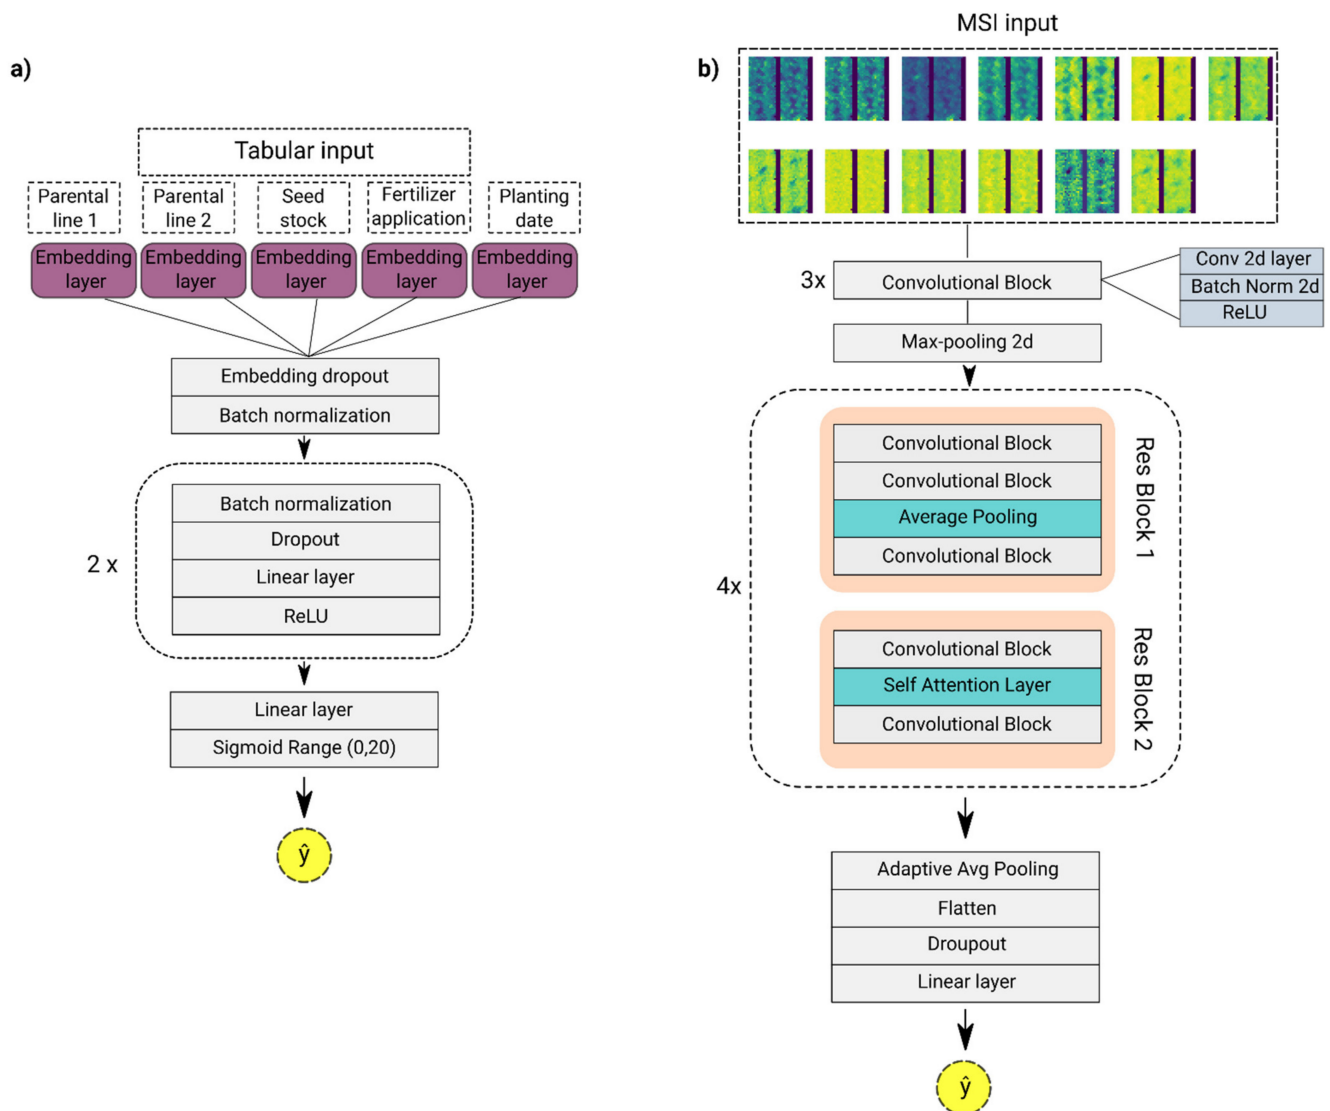 a)
Tabular input
Parental
line 1
Parental
line 2
Seed
stock
Fertilizer
application
Planting
date
Embedding
layer
Embedding
layer
Embedding
layer
Embedding
layer
Embedding
layer
Embedding dropout
Batch normalization
2 x
Batch normalization
Dropout
Linear layer
ReLU
Linear layer
Sigmoid Range (0,20)
ŷ
b)
MSI input
3x
Convolutional Block
Conv 2d layer
Batch Norm 2d
ReLU
Max-pooling 2d
4x
Convolutional Block
Convolutional Block
Average Pooling
Convolutional Block
Res Block 1
Convolutional Block
Self Attention Layer
Convolutional Block
Res Block 2
Adaptive Avg Pooling
Flatten
Droupout
Linear layer
ŷ